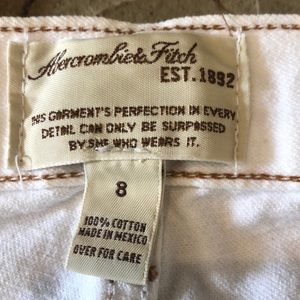 Abercrombie & Fitch
EST. 1892
THIS GARMENT'S PERFECTION IN EVERY
DETAIL CAN ONLY BE SURPASSED
BY SHE WHO WEARS IT.
8
100% COTTON
MADE IN MEXICO
OVER FOR CARE